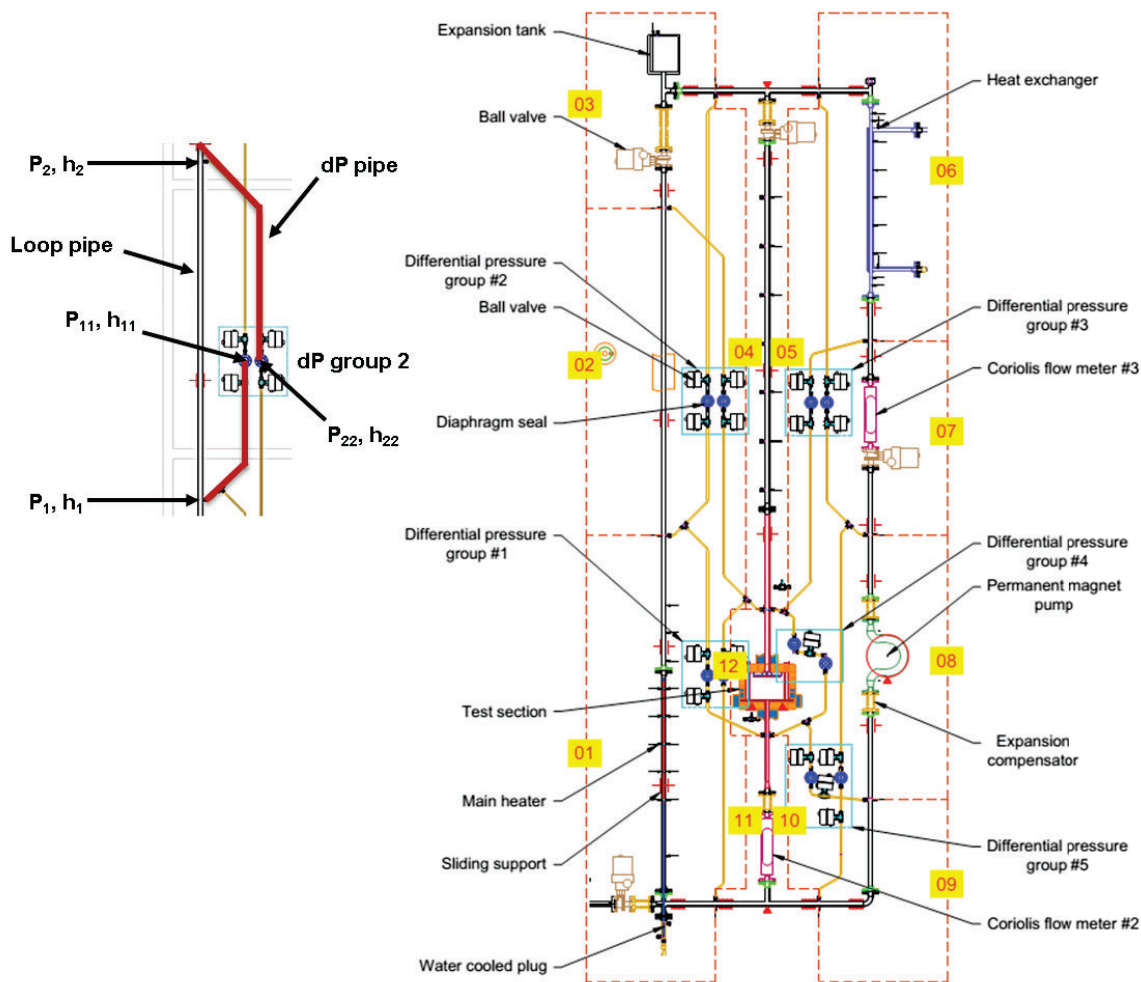 P2, h2
dP pipe
Loop pipe
P11, h11
dP group 2
P22, h22
P1, h1
Expansion tank
03
Ball valve
Differential pressure
group #2
Ball valve
02
Diaphragm seal
Differential pressure
group #1
Test section
01
Main heater
Sliding support
Water cooled plug
04
05
12
11
10
Heat exchanger
06
Differential pressure
group #3
Coriolis flow meter #3
07
Differential pressure
group #4
Permanent magnet
pump
08
Expansion
compensator
Differential pressure
group #5
09
Coriolis flow meter #2